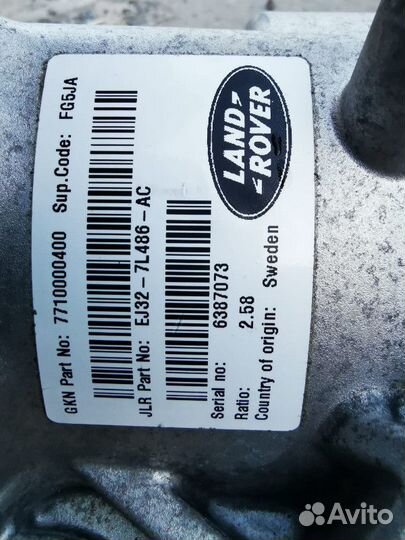 GKN Part No: 7710000400 Sup.Code: FG5JA
JLR Part No: EJ32-7L486-AC
Serial no: 6387073
Ratio: 2.58
Country of origin: Sweden
LAND-
-ROVER
Avito